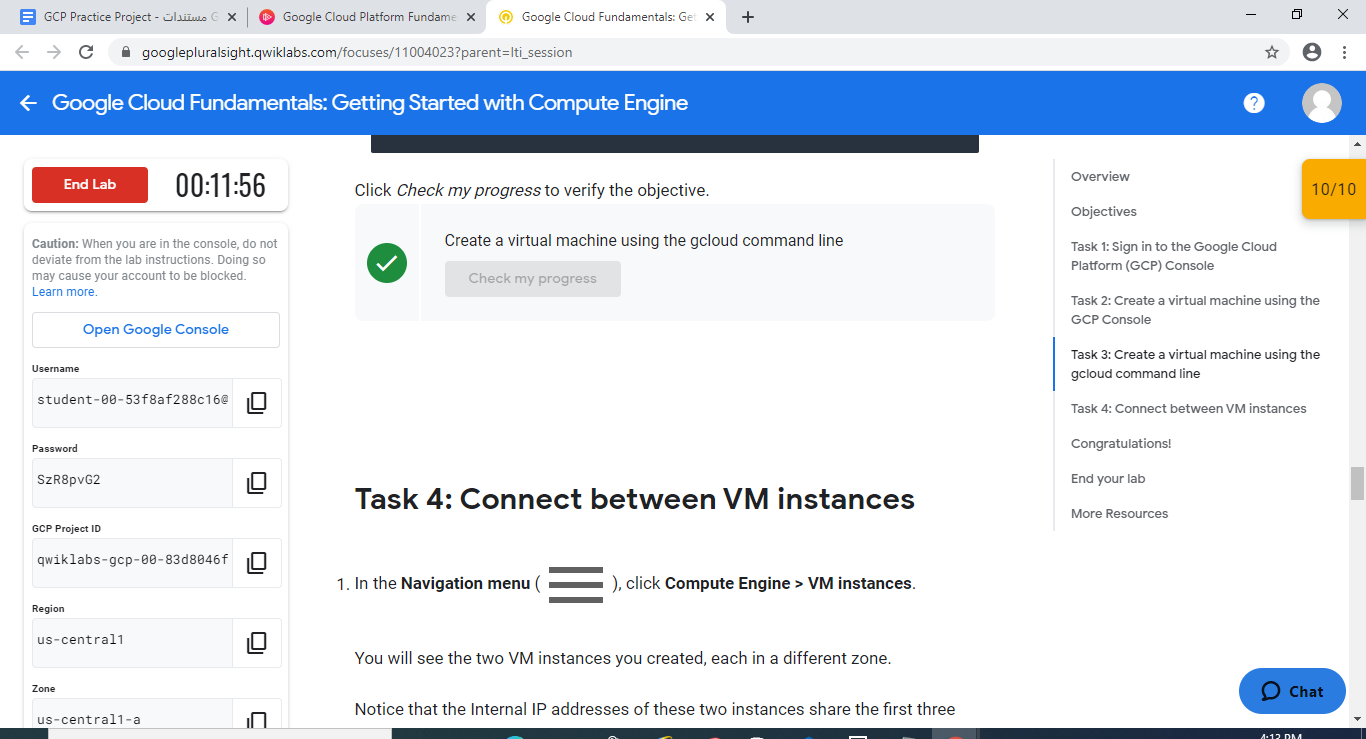 GCP Practice Project - مستندات G
Google Cloud Platform Fundame
Google Cloud Fundamentals: Get
googlepluralsight.qwiklabs.com/focuses/11004023?parent=lti_session
Google Cloud Fundamentals: Getting Started with Compute Engine
End Lab
00:11:56
Caution: When you are in the console, do not
deviate from the lab instructions. Doing so
may cause your account to be blocked.
Learn more.
Open Google Console
Username
student-00-53f8af288c16@
Password
SzR8pvG2
GCP Project ID
qwiklabs-gcp-00-83d8046f
Region
us-central1
Zone
us-central1-a
Click Check my progress to verify the objective.
Create a virtual machine using the gcloud command line
Check my progress
Task 4: Connect between VM instances
1. In the Navigation menu ( ), click Compute Engine > VM instances.
You will see the two VM instances you created, each in a different zone.
Notice that the Internal IP addresses of these two instances share the first three
Overview
Objectives
Task 1: Sign in to the Google Cloud
Platform (GCP) Console
Task 2: Create a virtual machine using the
GCP Console
Task 3: Create a virtual machine using the
gcloud command line
Task 4: Connect between VM instances
Congratulations!
End your lab
More Resources
10/10
Chat
4:13 PM